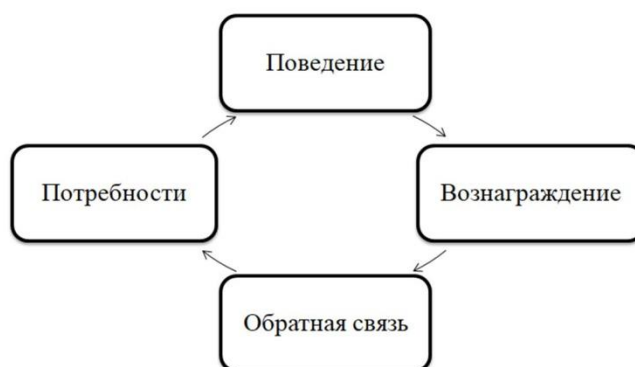 Поведение
Потребности
Вознаграждение
Обратная связь